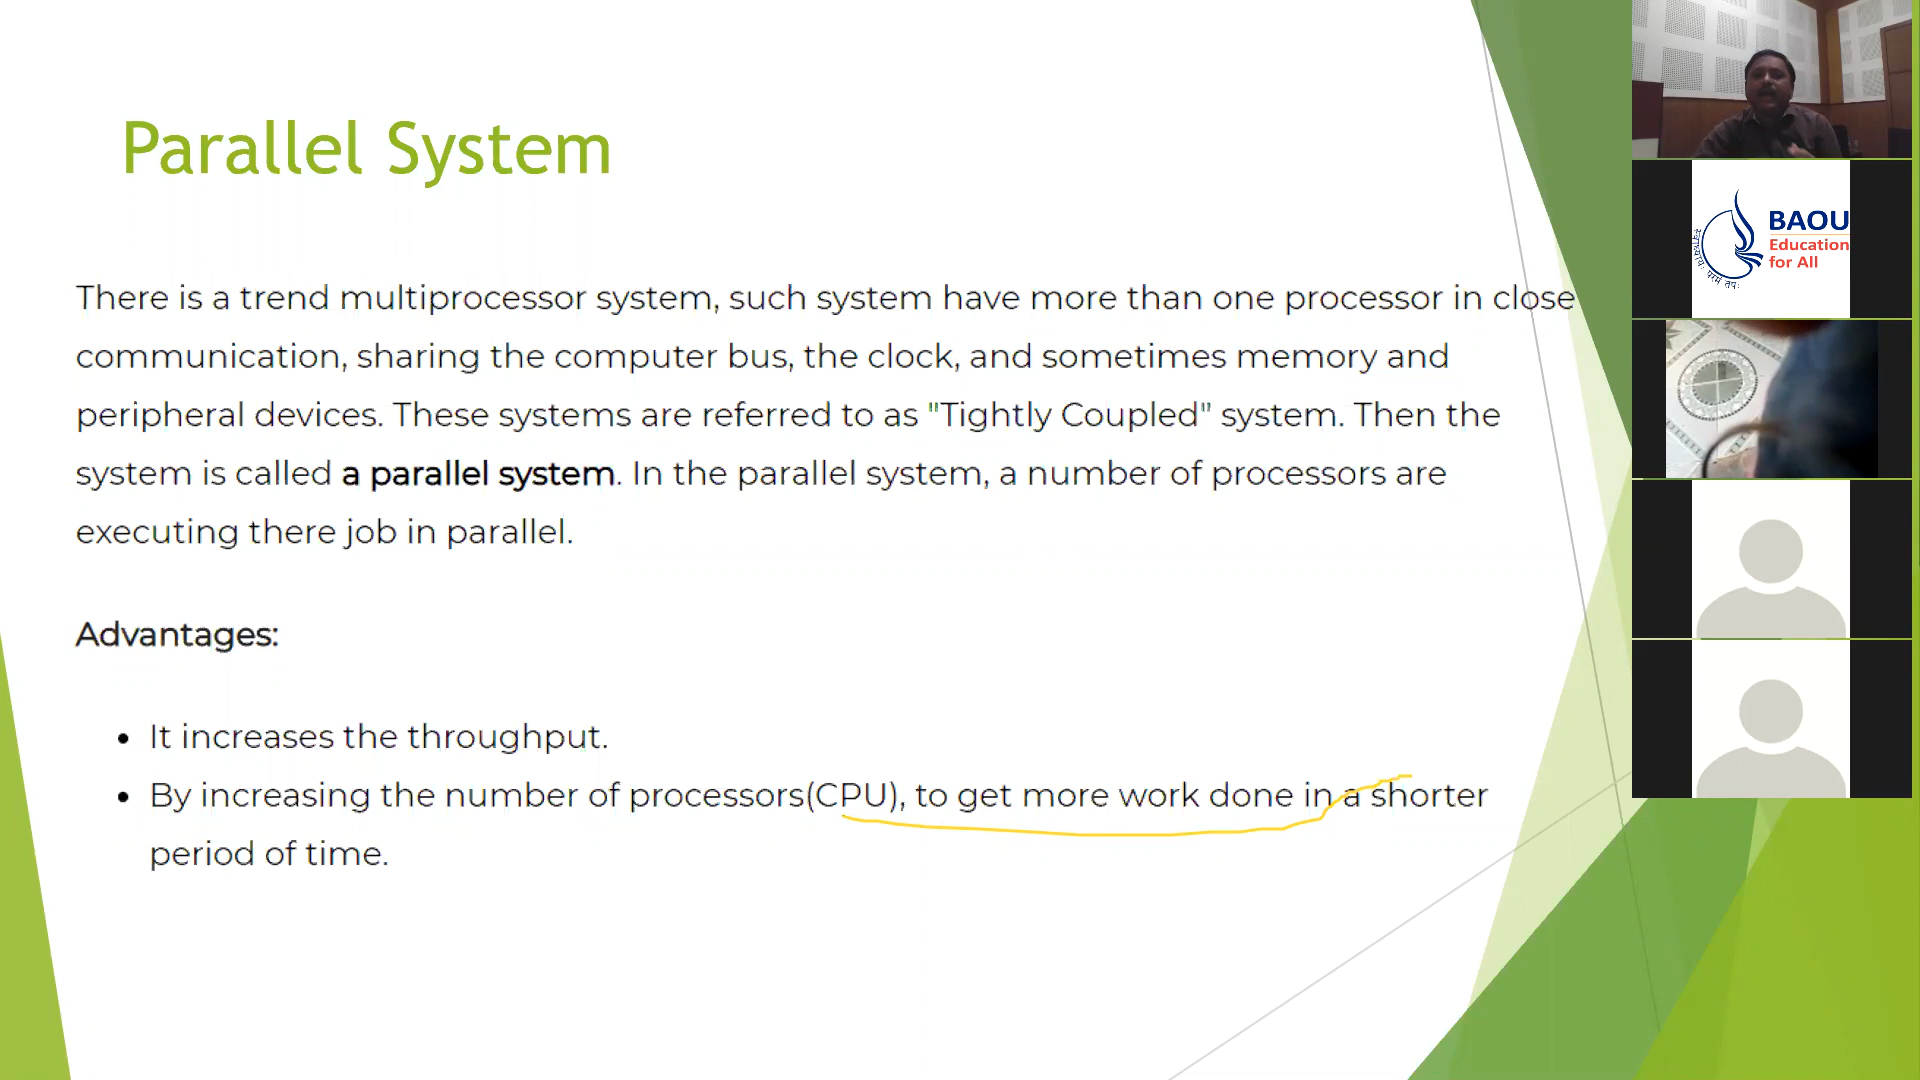 Parallel System
There is a trend multiprocessor system, such system have more than one processor in close
communication, sharing the computer bus, the clock, and sometimes memory and
peripheral devices. These systems are referred to as "Tightly Coupled" system. Then the
system is called a parallel system. In the parallel system, a number of processors are
executing there job in parallel.
Advantages:
• It increases the throughput.
• By increasing the number of processors(CPU), to get more work done in a shorter
period of time.
BAOU
Education
for All